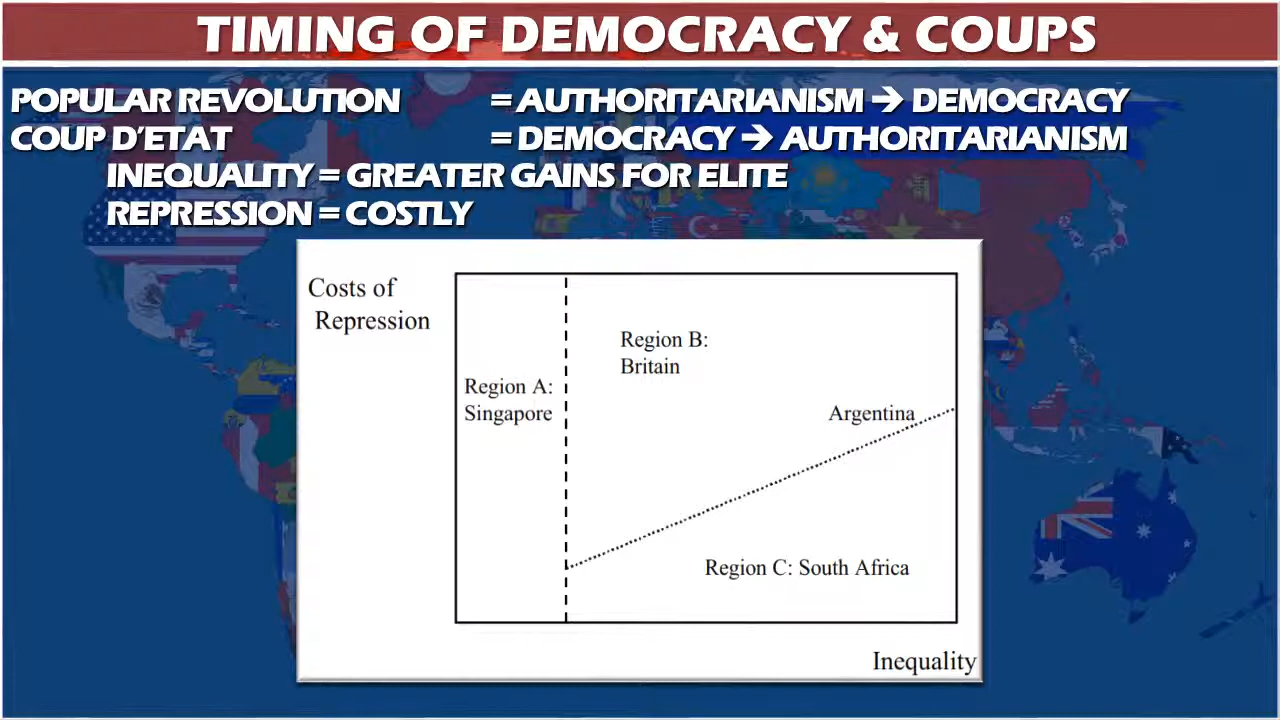 TIMING OF DEMOCRACY & COUPS
POPULAR REVOLUTION = AUTHORITARIANISM → DEMOCRACY
COUP D’ETAT = DEMOCRACY → AUTHORITARIANISM
INEQUALITY = GREATER GAINS FOR ELITE
REPRESSION = COSTLY
Costs of
Repression
Region B:
Britain
Region A:
Singapore
Argentina
Region C: South Africa
Inequality